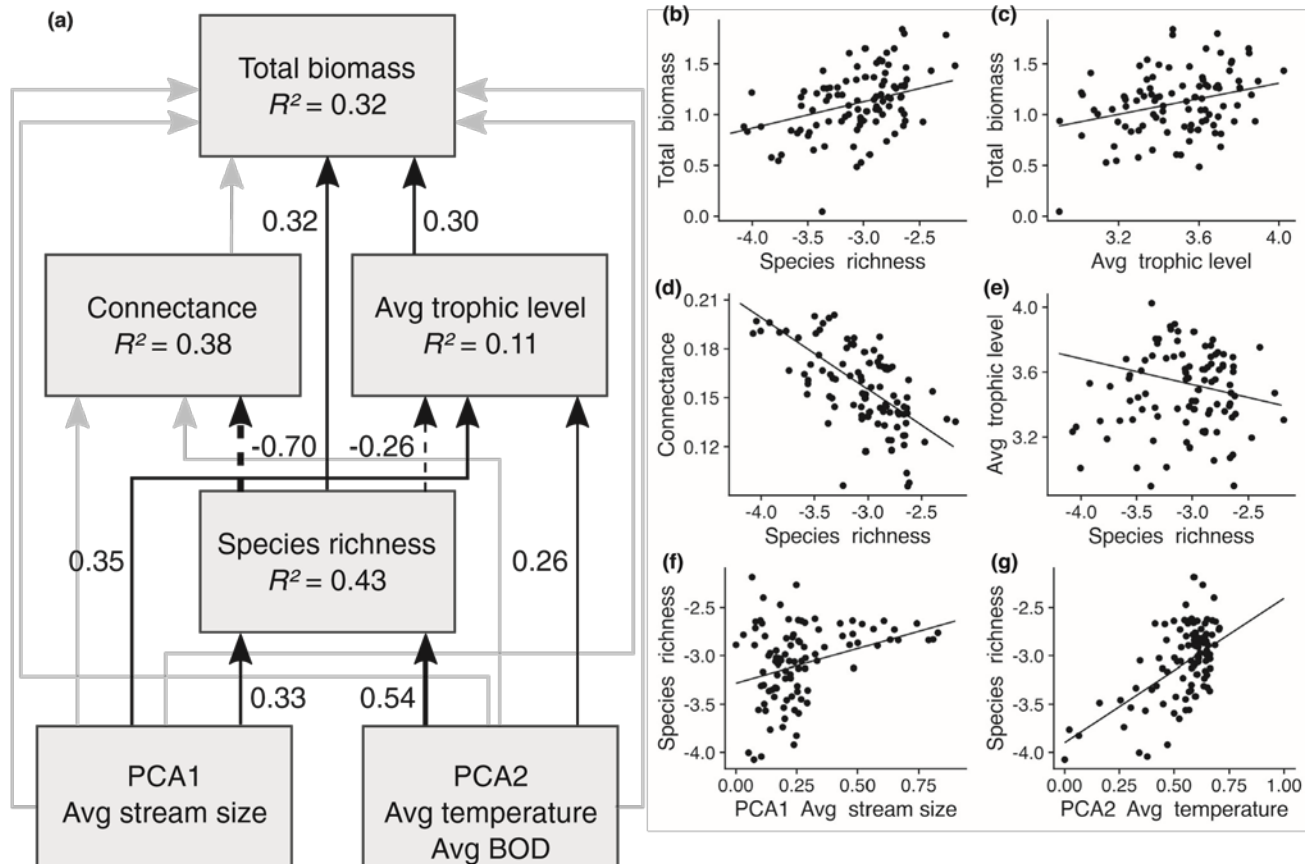 (a)
Total biomass
R² = 0.32
0.32
0.30
Connectance
R² = 0.38
Avg trophic level
R² = 0.11
-0.70
-0.26
Species richness
R² = 0.43
0.35
0.26
0.33
0.54
PCA1
Avg stream size
PCA2
Avg temperature
Avg BOD
(b)
Total biomass
1.5
1.0
0.5
0.0
-4.0 -3.5 -3.0 -2.5
Species richness
(c)
Total biomass
1.5
1.0
0.5
0.0
3.2 3.6 4.0
Avg trophic level
(d)
Connectance
0.21
0.18
0.15
0.12
-4.0 -3.5 -3.0 -2.5
Species richness
(e)
Avg trophic level
4.0
3.6
3.2
-4.0 -3.5 -3.0 -2.5
Species richness
(f)
Species richness
-2.5
-3.0
-3.5
-4.0
0.00 0.25 0.50 0.75
PCA1 Avg stream size
(g)
Species richness
-2.5
-3.0
-3.5
-4.0
0.00 0.25 0.50 0.75 1.00
PCA2 Avg temperature